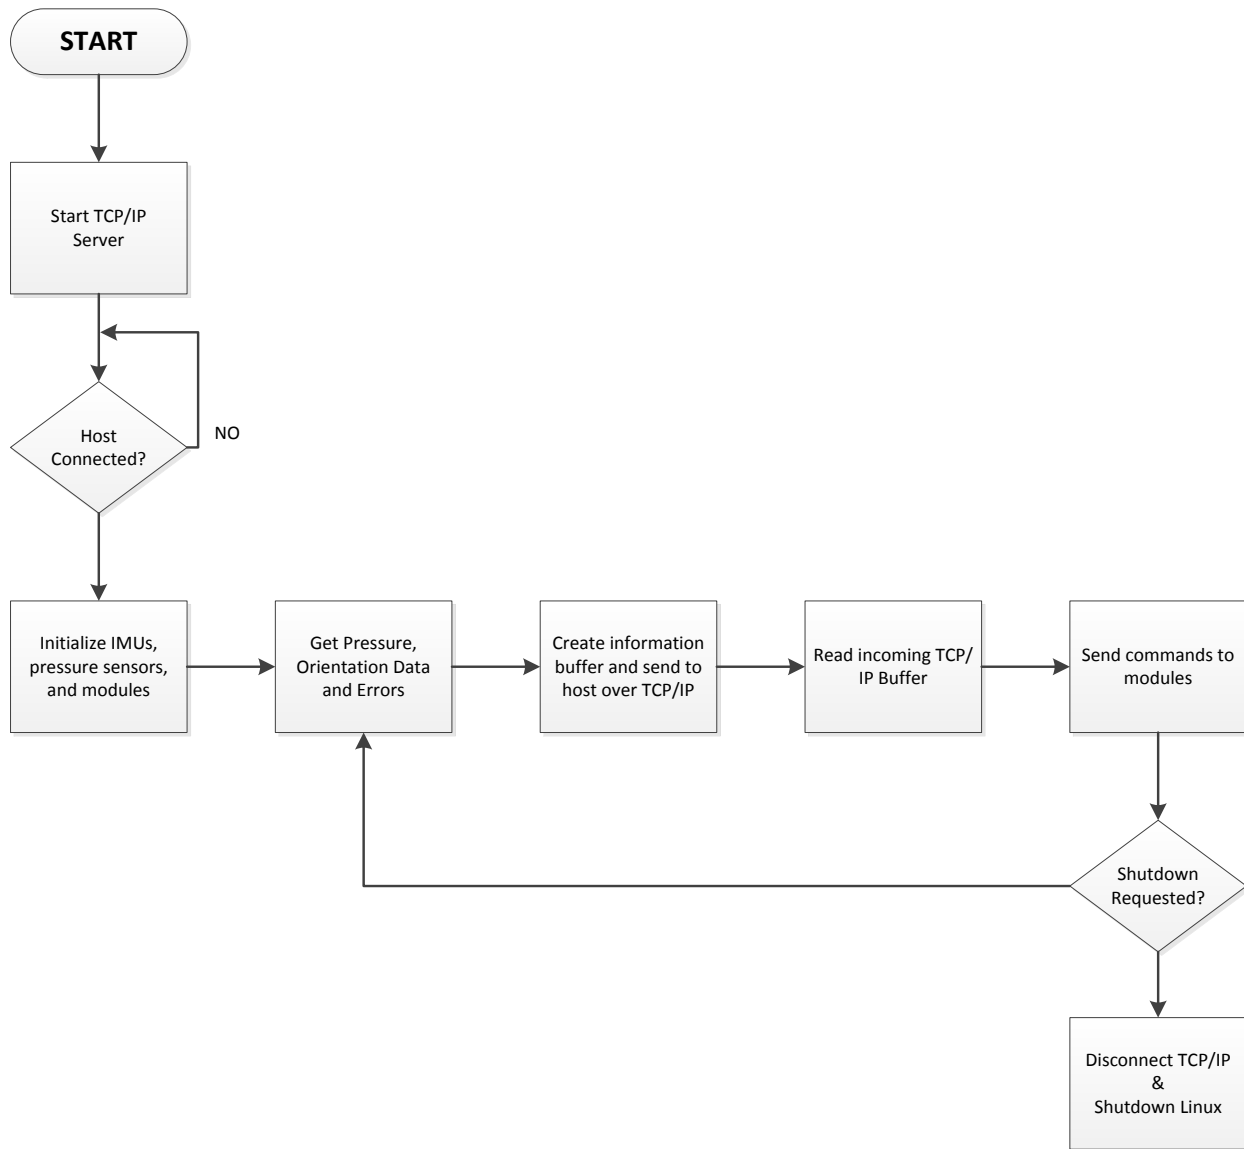 START
Start TCP/IP
Server
Host
Connected?
NO
Initialize IMUs,
pressure sensors,
and modules
Get Pressure,
Orientation Data
and Errors
Create information
buffer and send to
host over TCP/IP
Read incoming TCP/
IP Buffer
Send commands to
modules
Shutdown
Requested?
Disconnect TCP/IP
&
Shutdown Linux